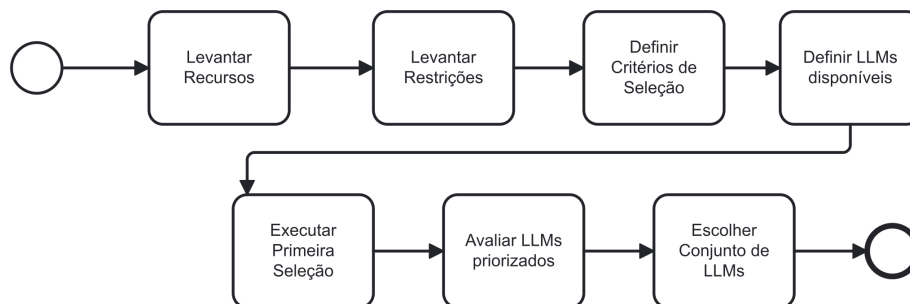 Levantar
Recursos
Levantar
Restrições
Definir
Critérios de
Seleção
Definir LLMs
disponíveis
Executar
Primeira
Seleção
Avaliar LLMs
priorizados
Escolher
Conjunto de
LLMs